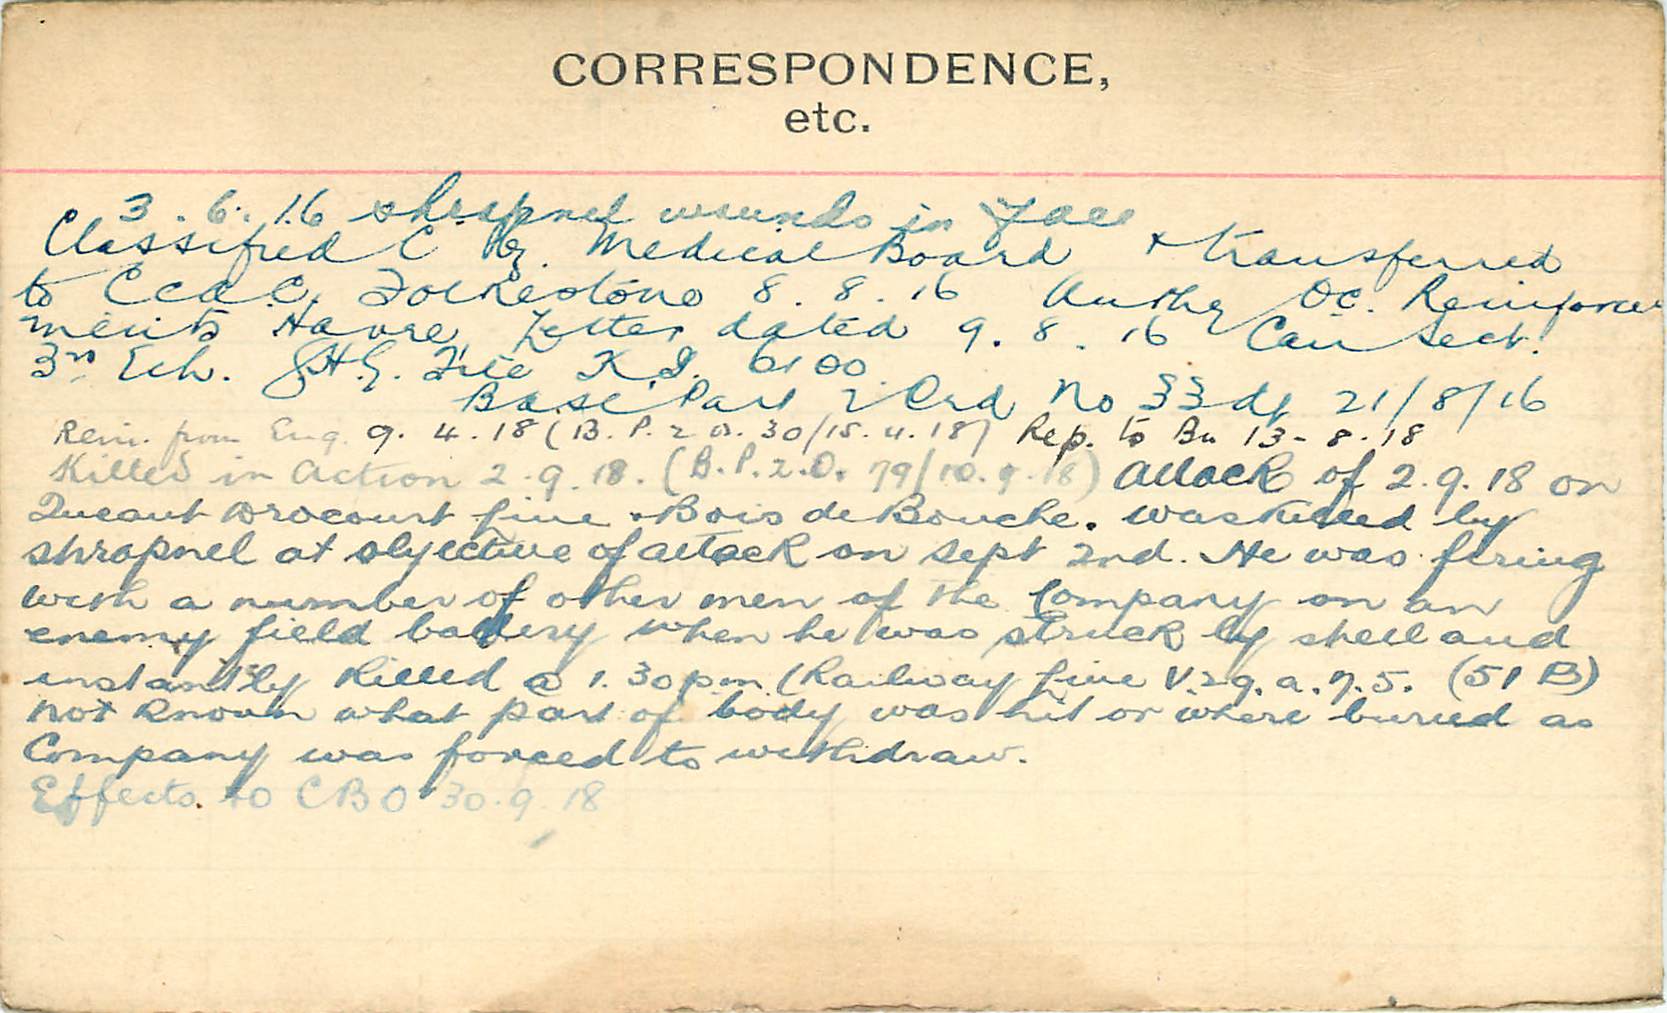 CORRESPONDENCE,
etc.
3.6.16 shrapnel wounds in face
Classified C by Medical Board & transferred
to Ccac. Folkestone 8.8.16 Authy OC. Reinforce
ments Havre Letter dated 9.8.16 Can Sect.
3rd Ech. G.H.Q. File K.I. 6100
Base Part 2 Ord No 33 dt 21/8/16
Rein. from Eng. 9.4.18 (B.P.2 O. 30/15.4.18) Rep. to Bn 13-8-18
Killed in Action 2.9.18. (B.P.2.O. 79/10.9.18) Attack of 2.9.18 on
Queant Drocourt line. Bois de Bouche. was killed by
shrapnel at objective of attack on Sept 2nd. He was firing
with a number of other men of the Company on an
enemy field battery when he was struck by shell and
instantly killed @ 1.30pm (Railway line V.29.a.7.5. (51 B)
not known what part of body was hit or where buried as
Company was forced to withdraw.
Effects to CBO 30.9.18